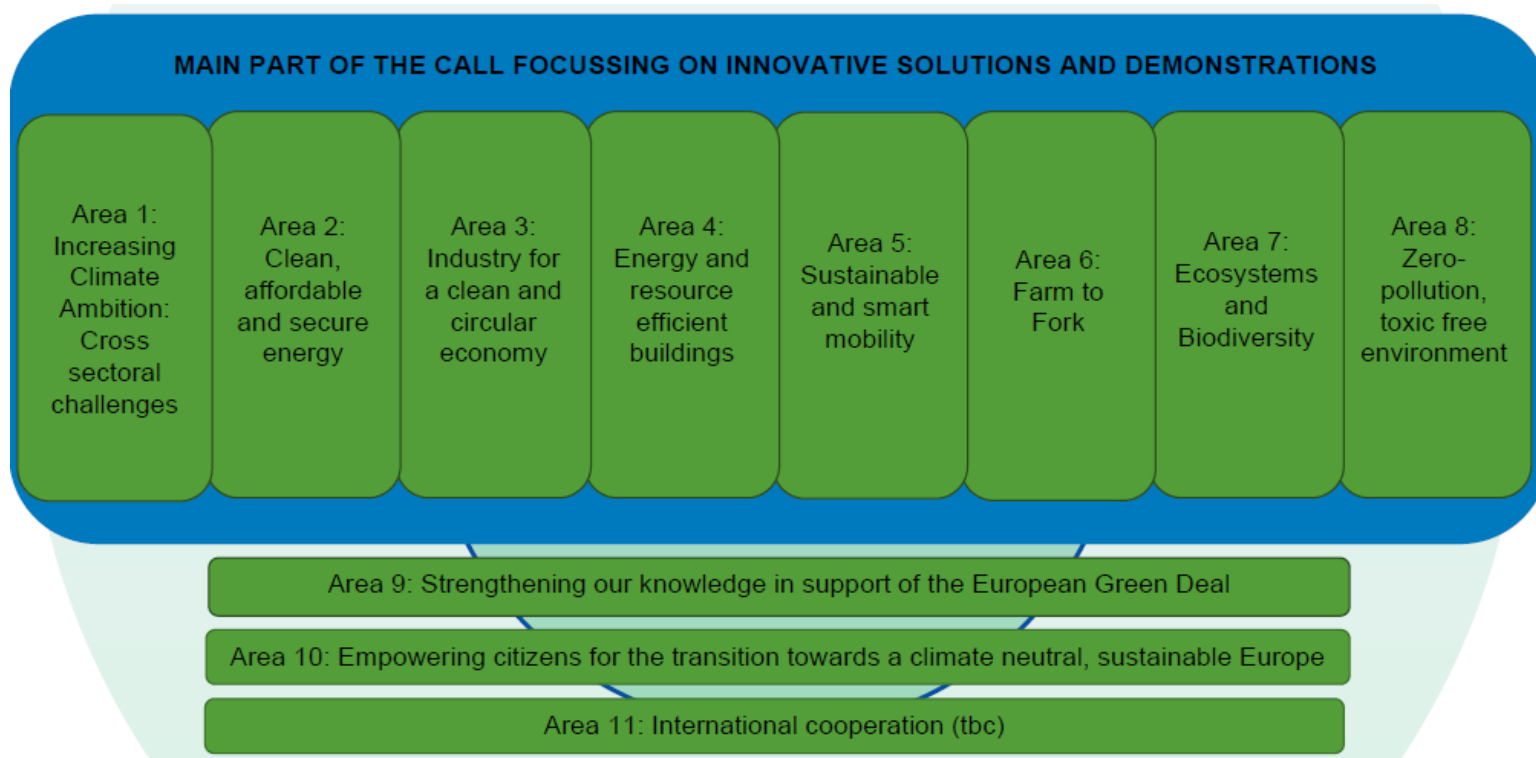 MAIN PART OF THE CALL FOCUSSING ON INNOVATIVE SOLUTIONS AND DEMONSTRATIONS
Area 1:
Increasing
Climate
Ambition:
Cross
sectoral
challenges
Area 2:
Clean,
affordable
and secure
energy
Area 3:
Industry for
a clean and
circular
economy
Area 4:
Energy and
resource
efficient
buildings
Area 5:
Sustainable
and smart
mobility
Area 6:
Farm to
Fork
Area 7:
Ecosystems
and
Biodiversity
Area 8:
Zero-
pollution,
toxic free
environment
Area 9: Strengthening our knowledge in support of the European Green Deal
Area 10: Empowering citizens for the transition towards a climate neutral, sustainable Europe
Area 11: International cooperation (tbc)